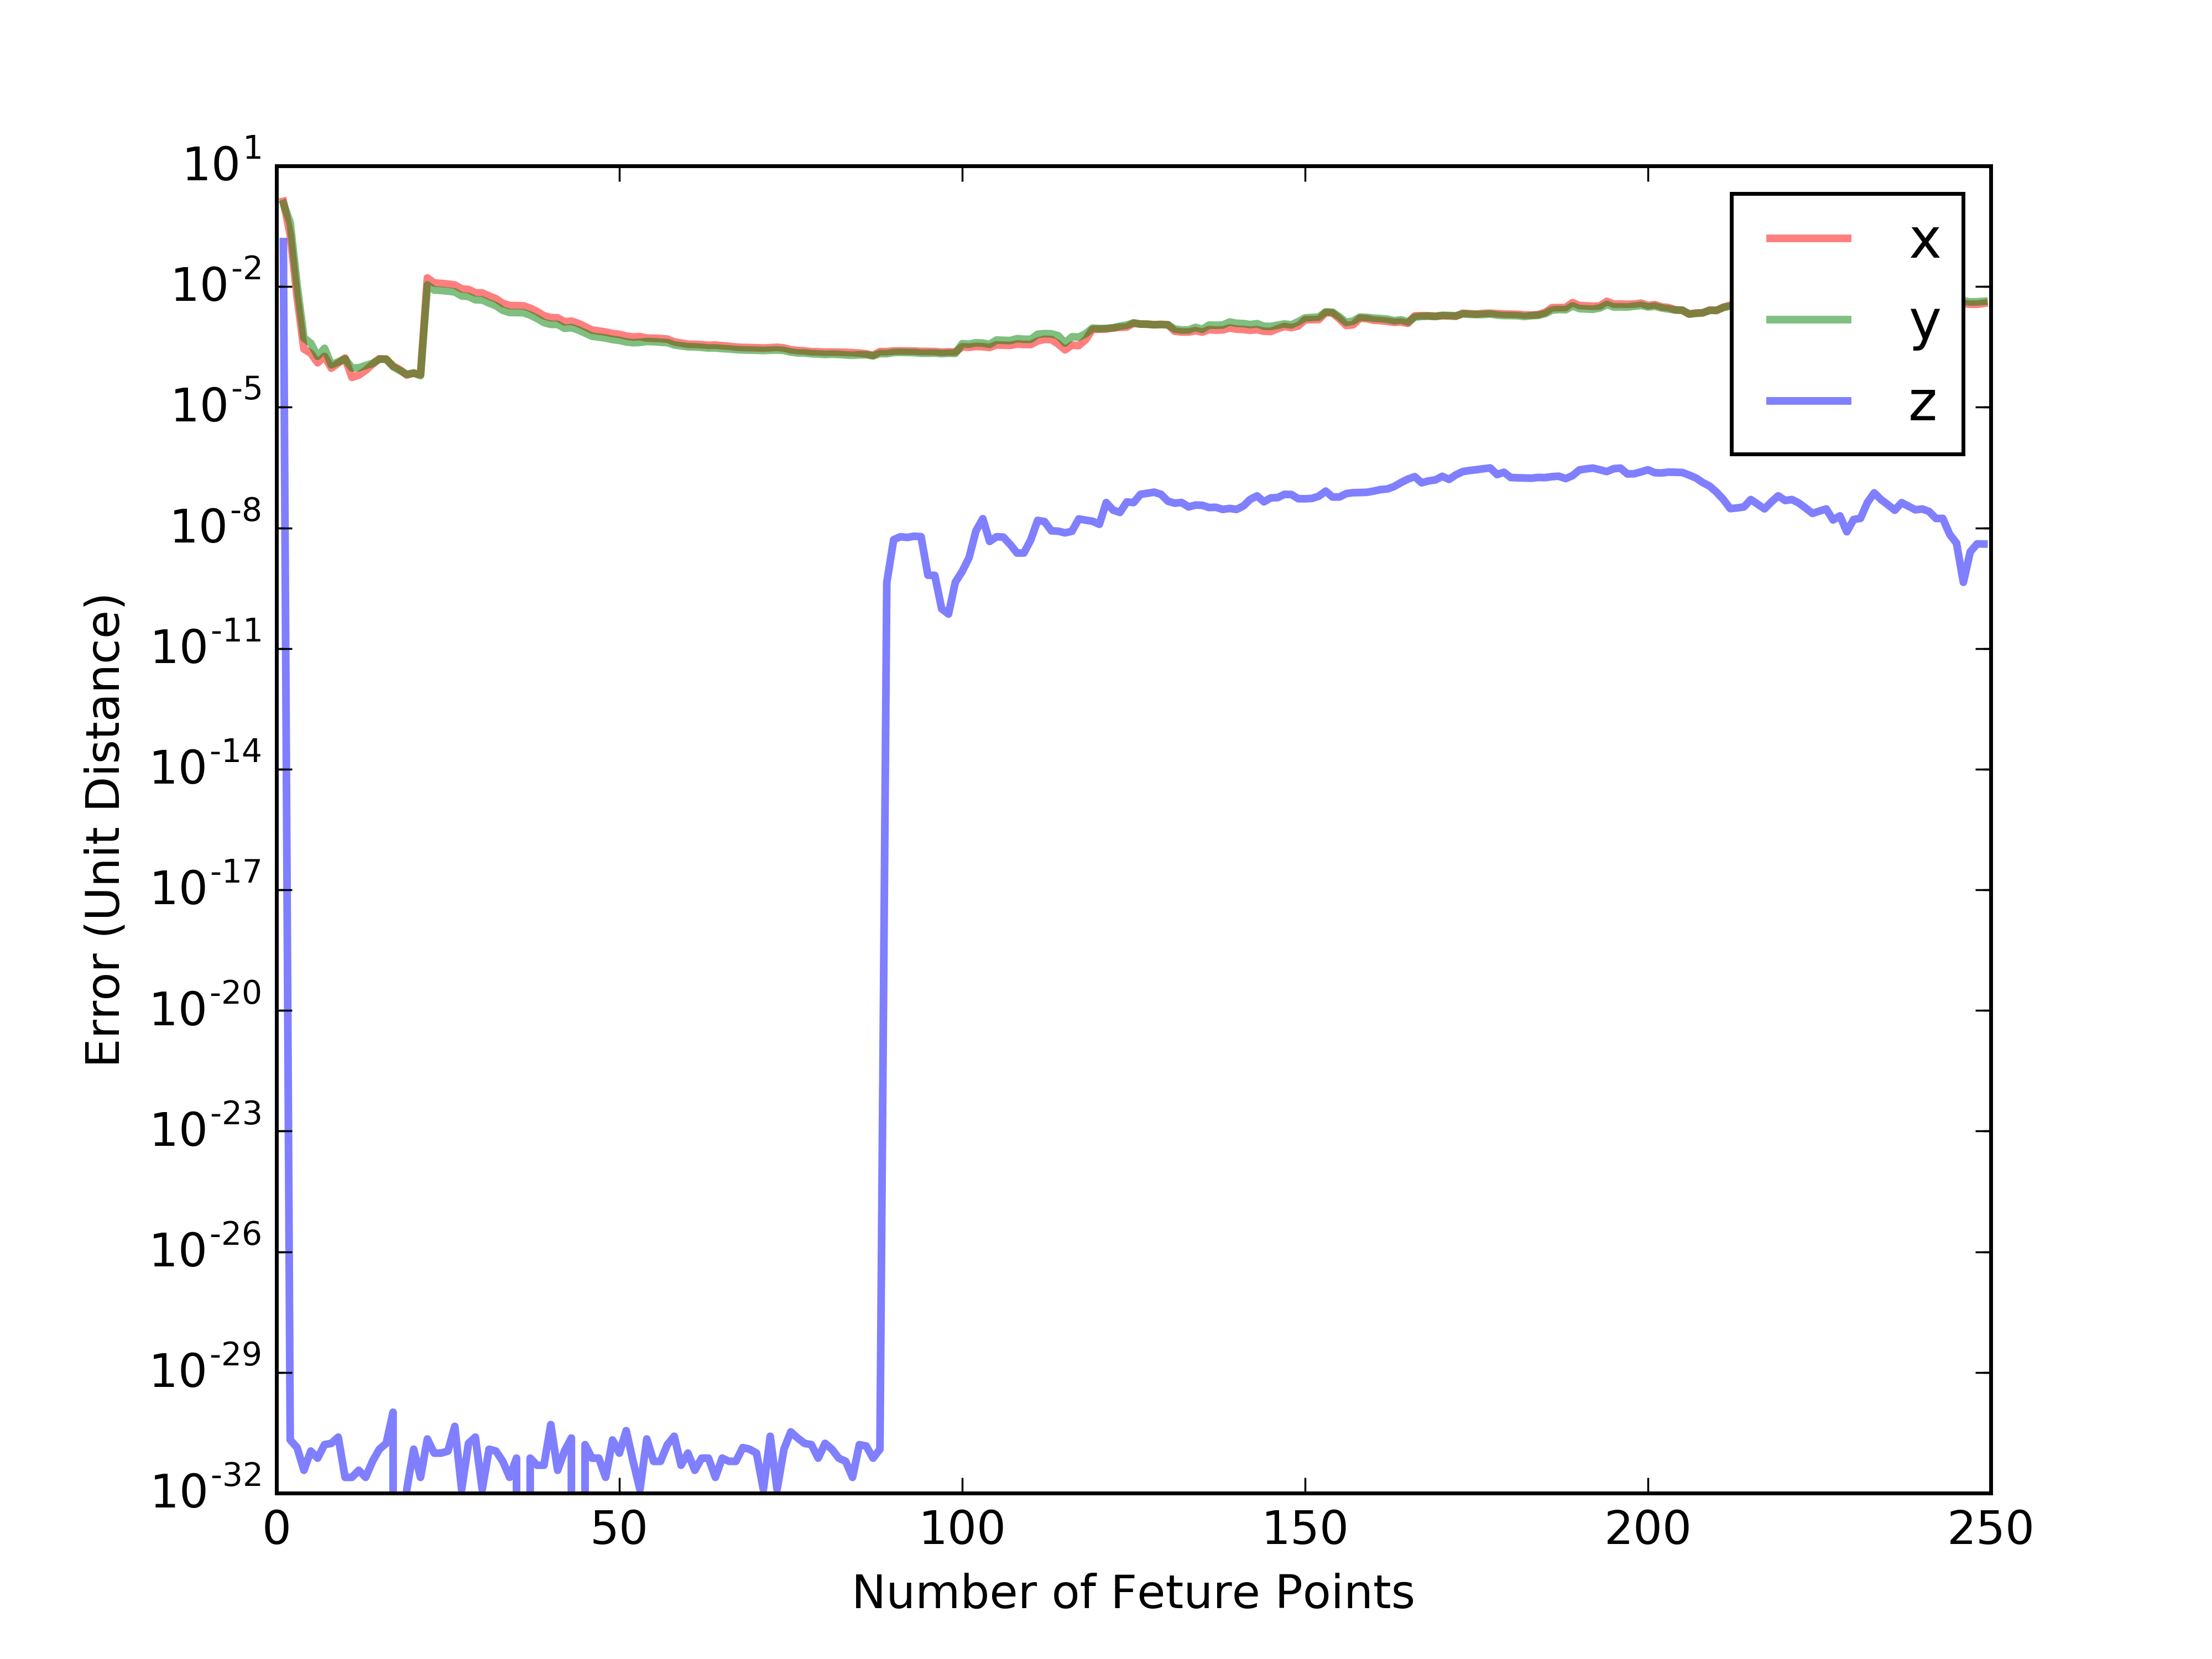 10^1
10^-2
10^-5
10^-8
10^-11
10^-14
10^-17
10^-20
10^-23
10^-26
10^-29
10^-32
Error (Unit Distance)
x
y
z
0 50 100 150 200 250
Number of Feture Points